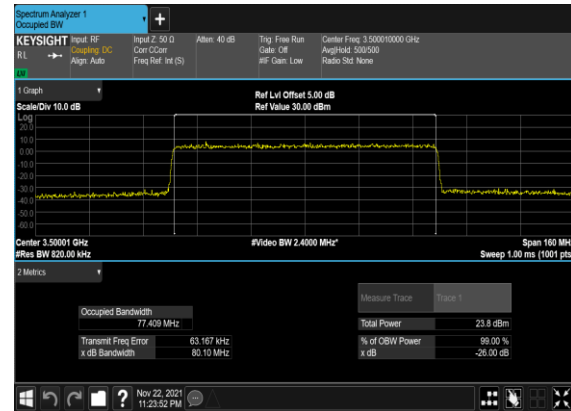 Spectrum Analyzer 1
Occupied BW
+
KEYSIGHT Input: RF Input Z: 50 Ω Atten: 40 dB Trig: Free Run Center Freq: 3.500010000 GHz
RL Coupling: DC Corr CCorr Gate: Off Avg|Hold: 500/500
Align: Auto Freq Ref: Int (S) #IF Gain: Low Radio Std: None
1 Graph
Ref Lvl Offset 5.00 dB
Scale/Div 10.0 dB Ref Value 30.00 dBm
Log
20.0
10.0
0.00
-10.0
-20.0
-30.0
-40.0
-50.0
-60.0
Center 3.50001 GHz #Video BW 2.4000 MHz* Span 160 MH
#Res BW 820.00 kHz Sweep 1.00 ms (1001 pts
2 Metrics
Measure Trace Trace 1
Occupied Bandwidth
77.409 MHz
Total Power 23.8 dBm
Transmit Freq Error 63.167 kHz % of OBW Power 99.00 %
x dB Bandwidth 80.10 MHz x dB -26.00 dB
? Nov 22, 2021
11:23:52 PM